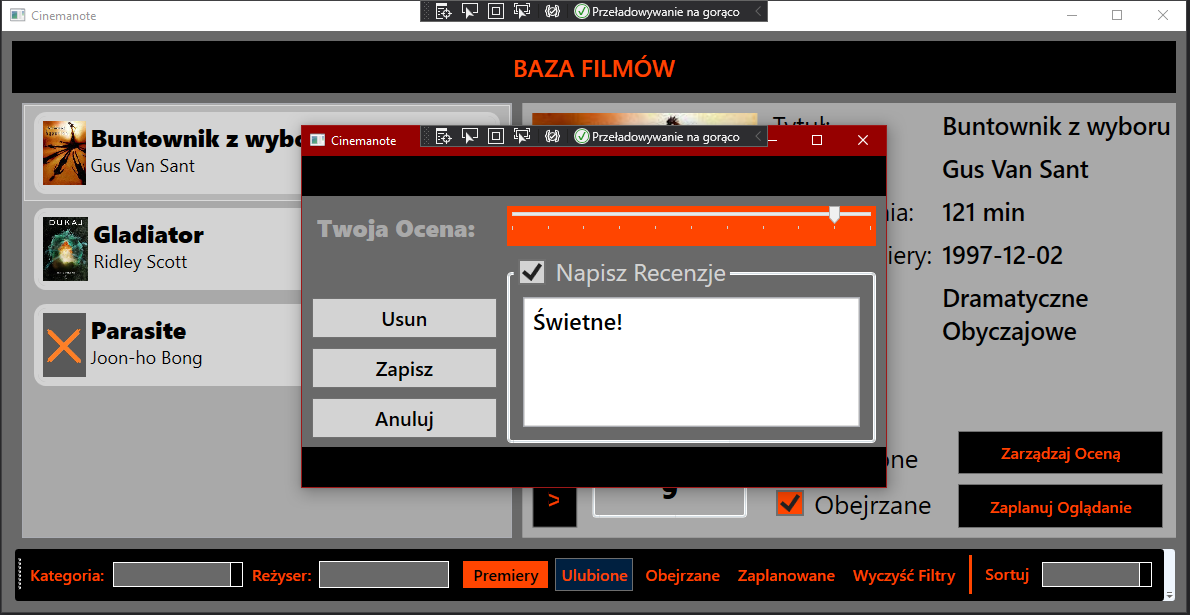 Cinemanote
Przeładowywanie na gorąco
BAZA FILMÓW
Buntownik z wybo
Gus Van Sant
DUKAJ
Gladiator
Ridley Scott
Parasite
Joon-ho Bong
Cinemanote
Przeładowywanie na gorąco
Twoja Ocena:
Napisz Recenzje
Świetne!
Usun
Zapisz
Anuluj
Tytuł:
Buntownik z wyboru
Gus Van Sant
nia: 121 min
iery: 1997-12-02
Dramatyczne
Obyczajowe
one
> 9
Obejrzane
Zarządzaj Oceną
Zaplanuj Oglądanie
Kategoria: Reżyser: Premiery Ulubione Obejrzane Zaplanowane Wyczyść Filtry Sortuj